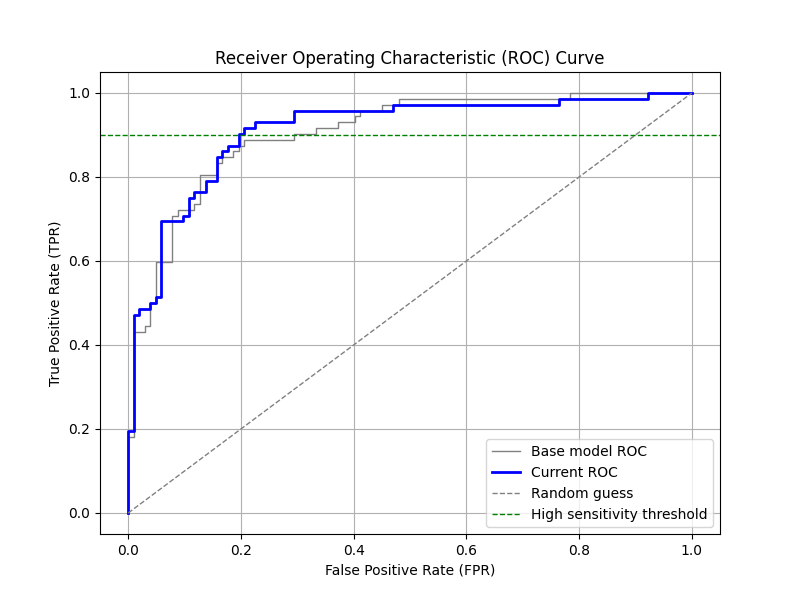 Receiver Operating Characteristic (ROC) Curve
True Positive Rate (TPR)
1.0
0.8
0.6
0.4
0.2
0.0
0.0 0.2 0.4 0.6 0.8 1.0
False Positive Rate (FPR)
Base model ROC
Current ROC
Random guess
High sensitivity threshold